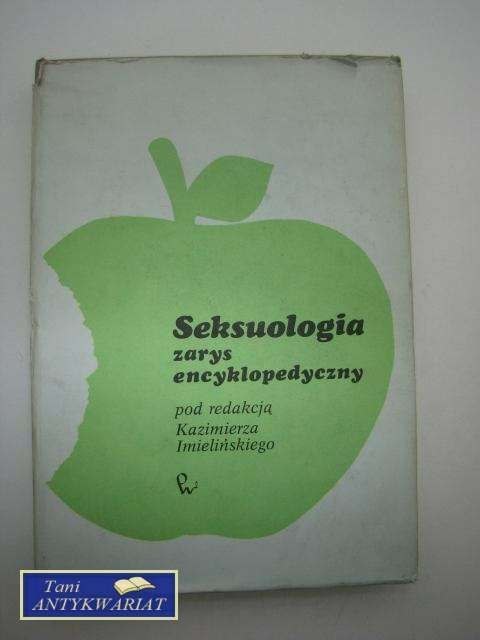 Seksuologia
zarys
encyklopedyczny
pod redakcją
Kazimierza
Imielińskiego
Tani
ANTYKWARIAT